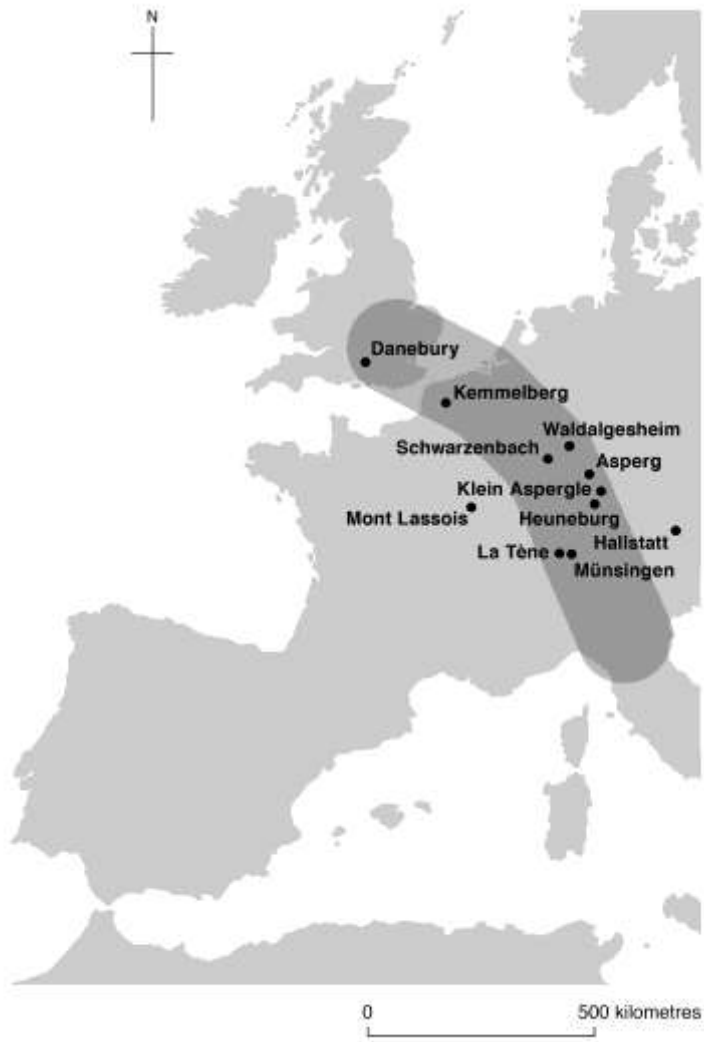 N
Danebury
Kemmelberg
Waldalgesheim
Schwarzenbach
Asperg
Klein Aspergle
Mont Lassois
Heuneburg
Hallstatt
La Tène
Münsingen
0 500 kilometres